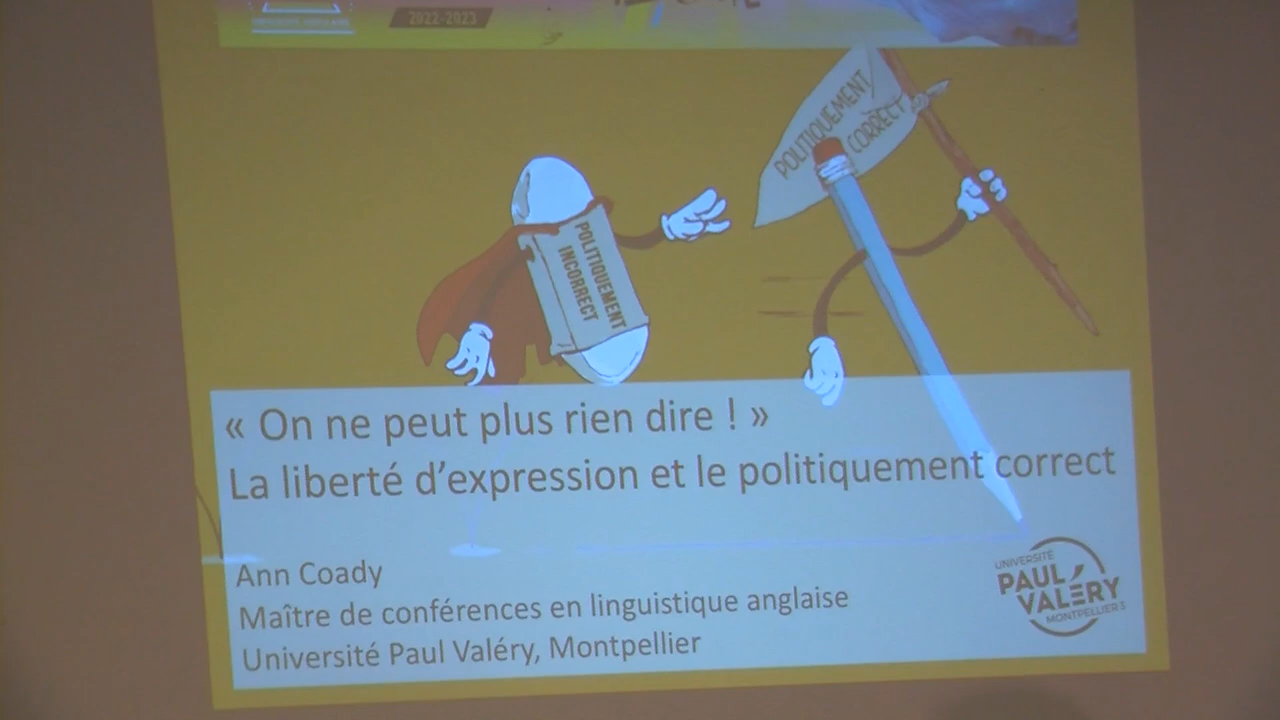 2022-2023
POLITIQUEMENT
CORRECT
POLITIQUEMENT
INCORRECT
« On ne peut plus rien dire ! »
La liberté d’expression et le politiquement correct
Ann Coady
Maître de conférences en linguistique anglaise
Université Paul Valéry, Montpellier
UNIVERSITÉ
PAUL
VALÉRY
MONTPELLIER 3